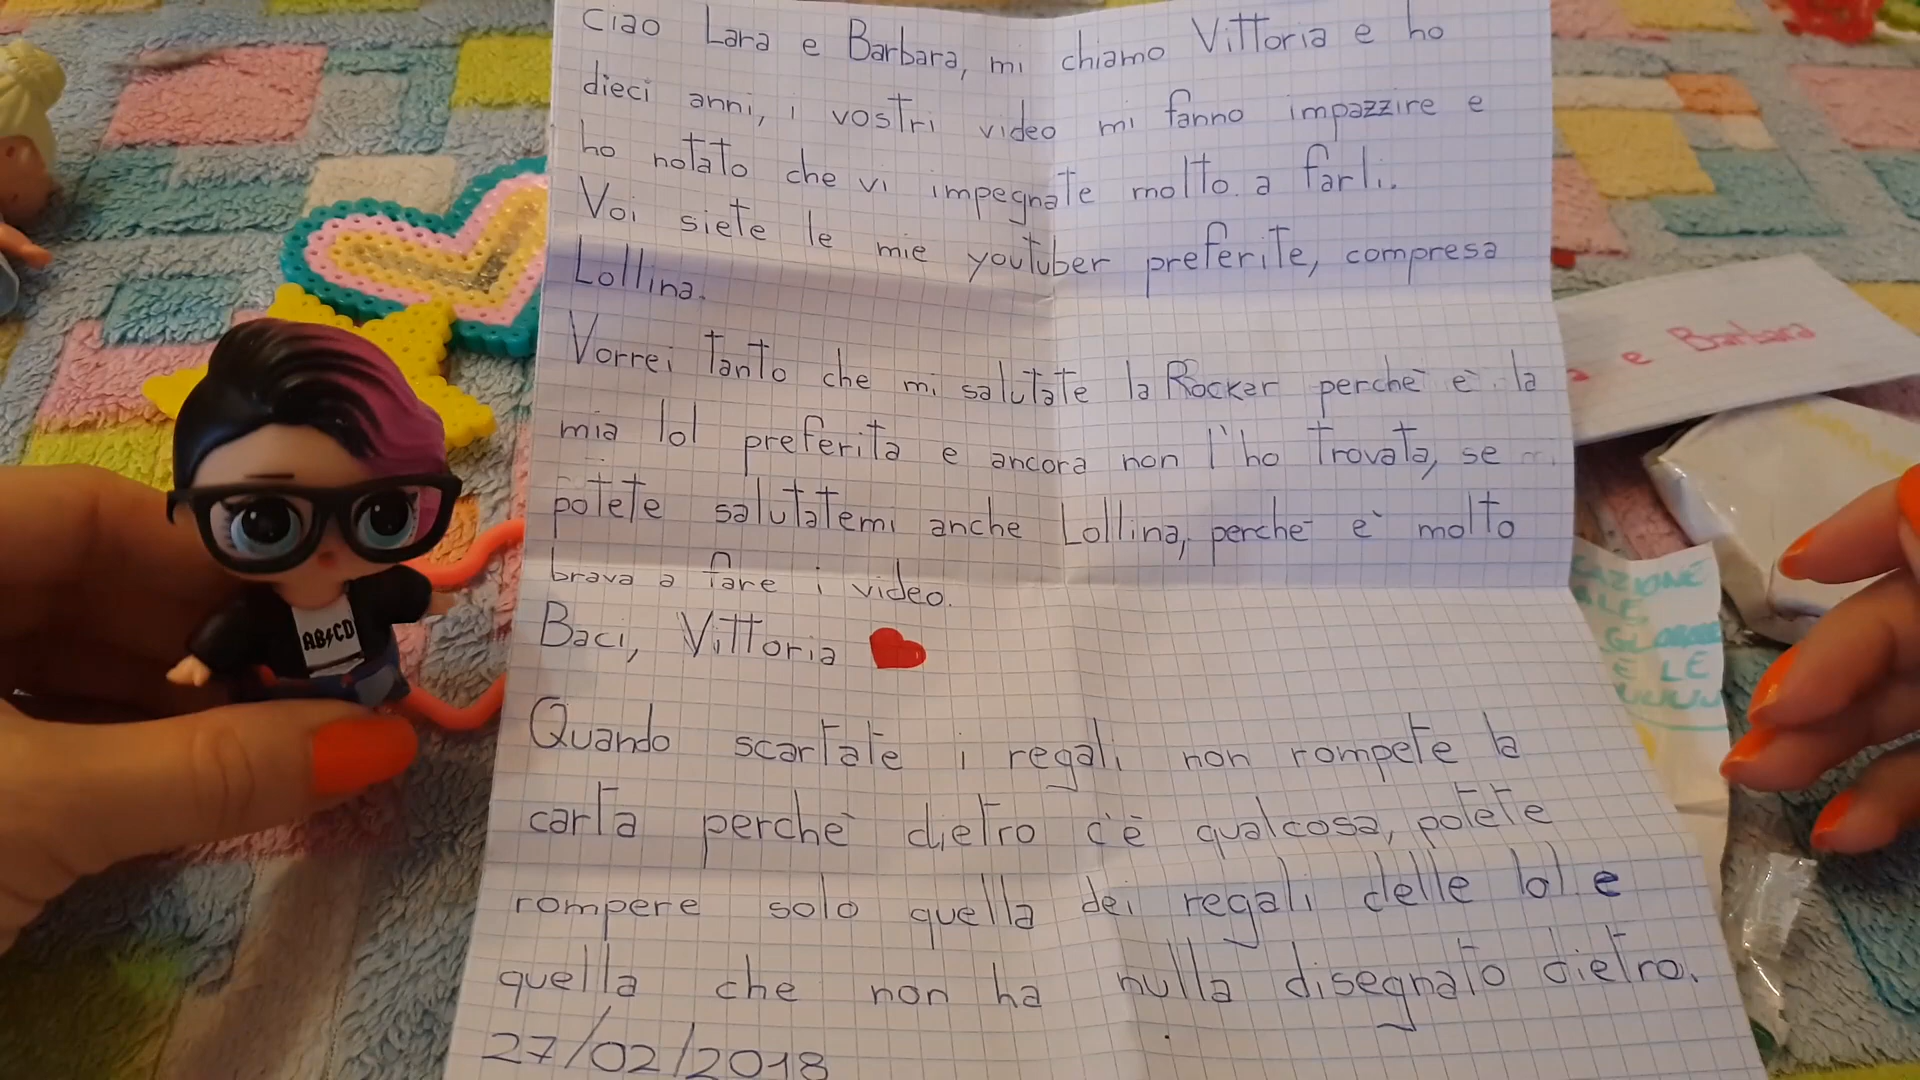 Ciao Lara e Barbara, mi chiamo Vittoria e ho
dieci anni, i vostri video mi fanno impazzire e
ho notato che vi impegnate molto a farli.
Voi siete le mie youtuber preferite, compresa
Lollina.
Vorrei tanto che mi salutate la Rocker perchè è la
mia lol preferita e ancora non l'ho trovata, se
potete salutatemi anche Lollina, perchè è molto
brava a fare i video.
Baci, Vittoria
Quando scartate i regali non rompete la
carta perchè dietro c'è qualcosa, potete
rompere solo quella dei regali delle lol e
quella che non ha nulla disegnato dietro.
27/02/2018
AB⚡CD
e Barbara
AZIONE
ALE
E LE